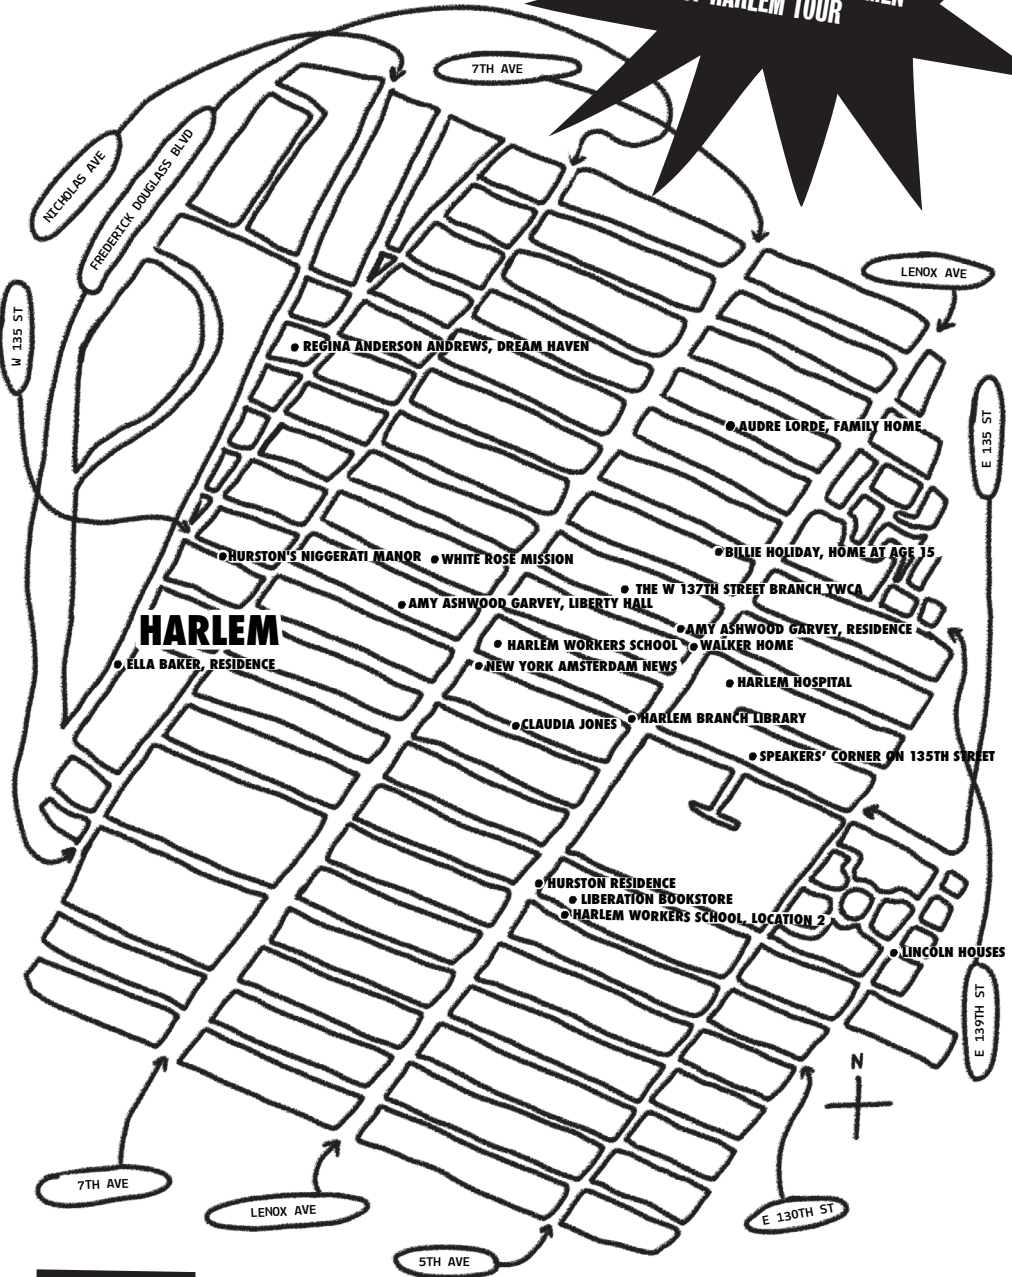 HARLEM TOUR
7TH AVE
NICHOLAS AVE
FREDERICK DOUGLASS BLVD
LENOX AVE
W 135 ST
REGINA ANDERSON ANDREWS, DREAM HAVEN
E 135 ST
AUDRE LORDE, FAMILY HOME
HURSTON'S NIGGERATI MANOR
WHITE ROSE MISSION
BILLIE HOLIDAY, HOME AT AGE 15
THE W 137TH STREET BRANCH YWCA
AMY ASHWOOD GARVEY, LIBERTY HALL
HARLEM
AMY ASHWOOD GARVEY, RESIDENCE
HARLEM WORKERS SCHOOL
WALKER HOME
ELLA BAKER, RESIDENCE
NEW YORK AMSTERDAM NEWS
HARLEM HOSPITAL
CLAUDIA JONES
HARLEM BRANCH LIBRARY
SPEAKERS' CORNER ON 135TH STREET
HURSTON RESIDENCE
LIBERATION BOOKSTORE
HARLEM WORKERS SCHOOL, LOCATION 2
LINCOLN HOUSES
E 139TH ST
N
7TH AVE
LENOX AVE
E 130TH ST
5TH AVE